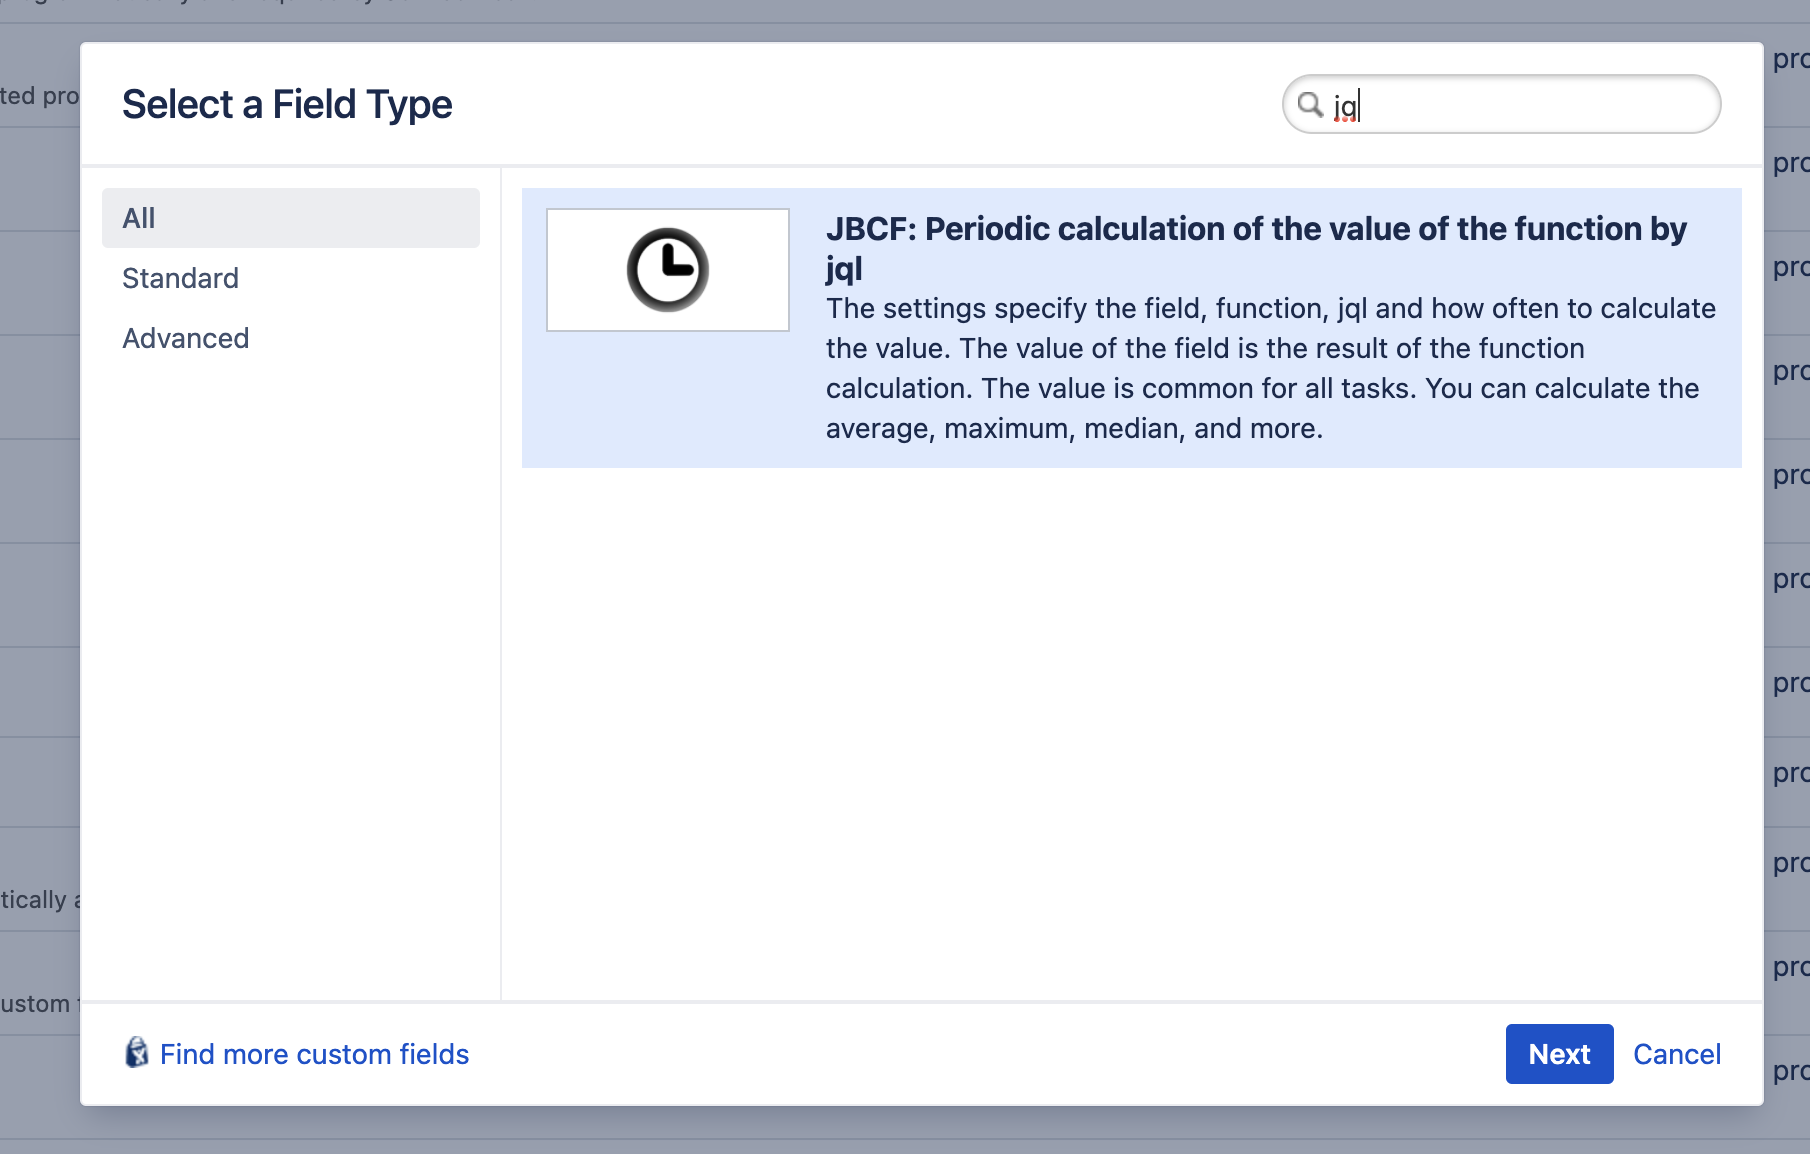 Select a Field Type
jq
All
Standard
Advanced
JBCF: Periodic calculation of the value of the function by
jql
The settings specify the field, function, jql and how often to calculate
the value. The value of the field is the result of the function
calculation. The value is common for all tasks. You can calculate the
average, maximum, median, and more.
Find more custom fields
Next
Cancel
ted pro
tically
ustom
pro
pro
pro
pro
pro
pro
pro
pro
pro
pro
pro